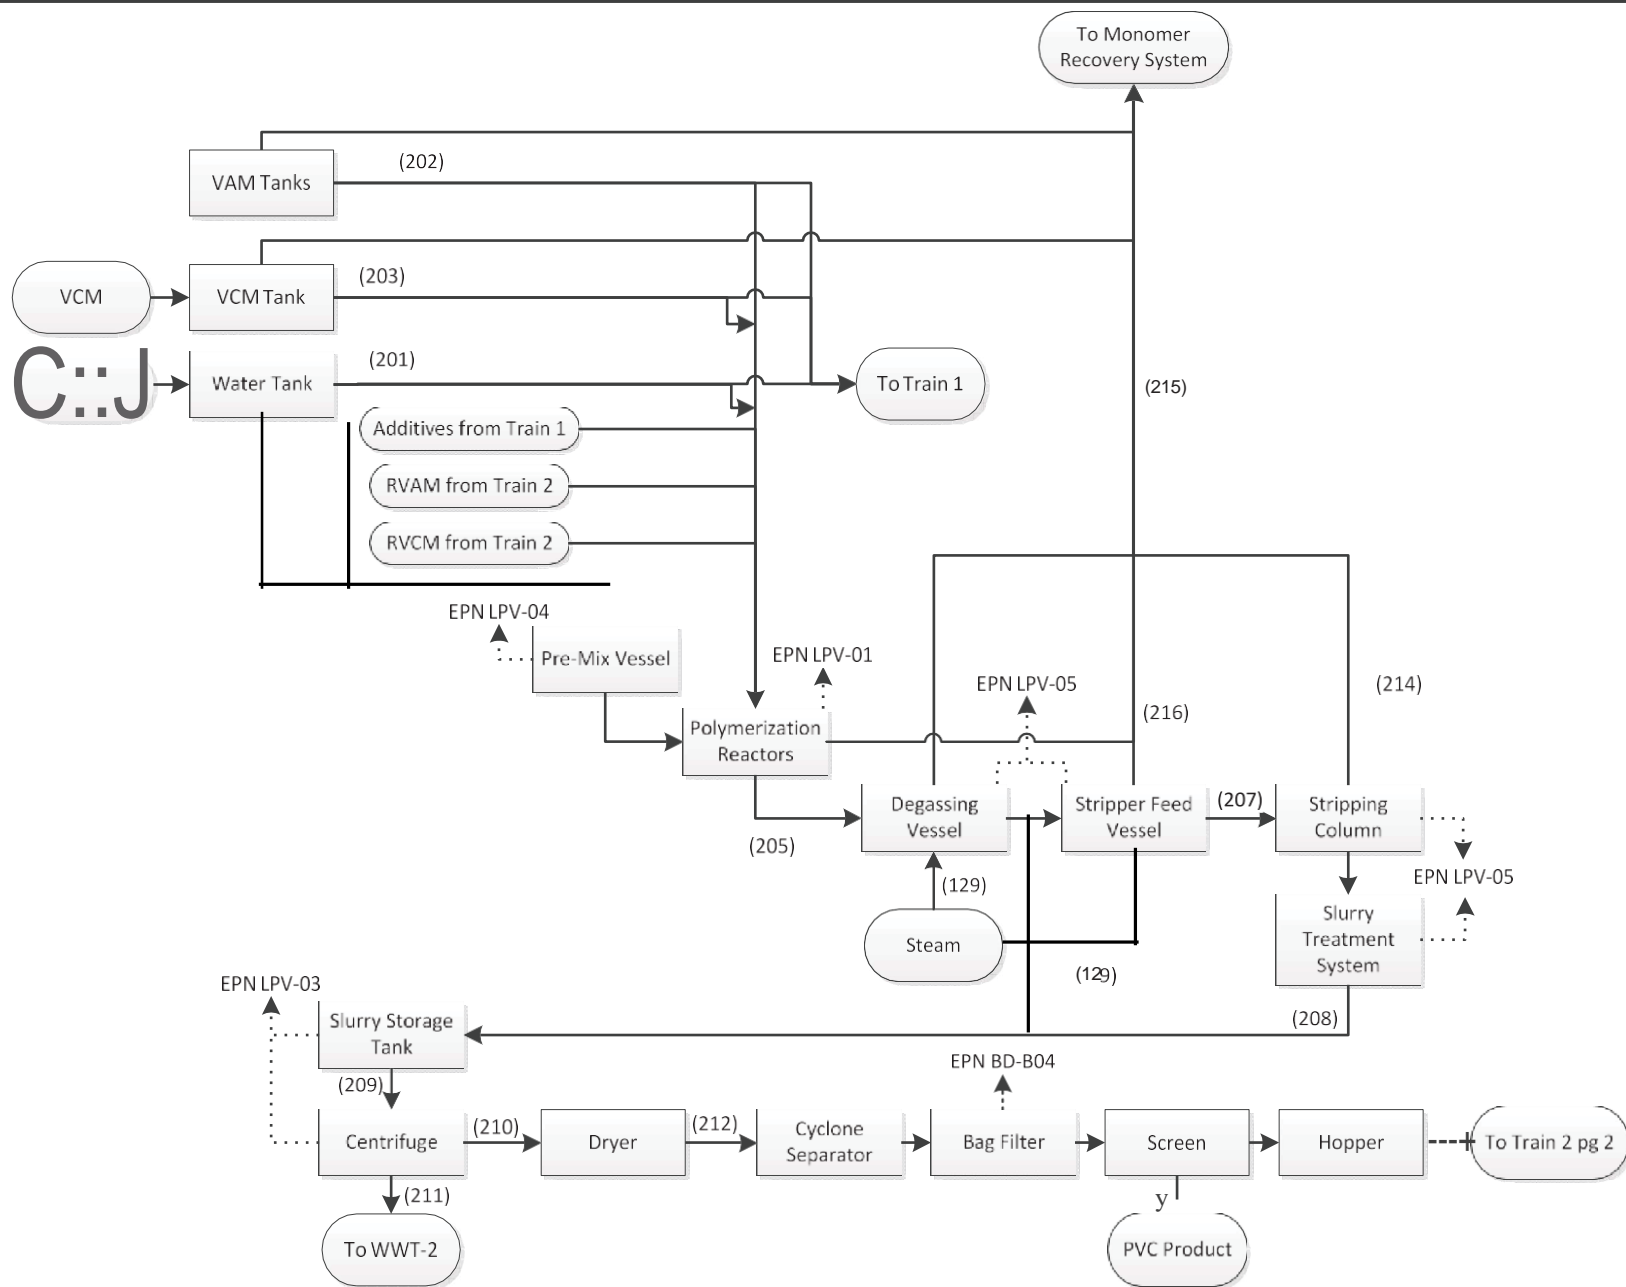 To Monomer
Recovery System
(202)
VAM Tanks
(203)
VCM
VCM Tank
C::J
(201)
Water Tank
To Train 1
(215)
Additives from Train 1
RVAM from Train 2
RVCM from Train 2
EPN LPV-04
Pre-Mix Vessel
EPN LPV-01
EPN LPV-05
(214)
(216)
Polymerization
Reactors
Degassing
Vessel
Stripper Feed
Vessel
(207)
Stripping
Column
(205)
(129)
EPN LPV-05
Steam
Slurry
Treatment
System
(129)
EPN LPV-03
Slurry Storage
Tank
(208)
EPN BD-B04
(209)
Centrifuge
(210)
Dryer
(212)
Cyclone
Separator
Bag Filter
Screen
Hopper
To Train 2 pg 2
(211)
y
To WWT-2
PVC Product